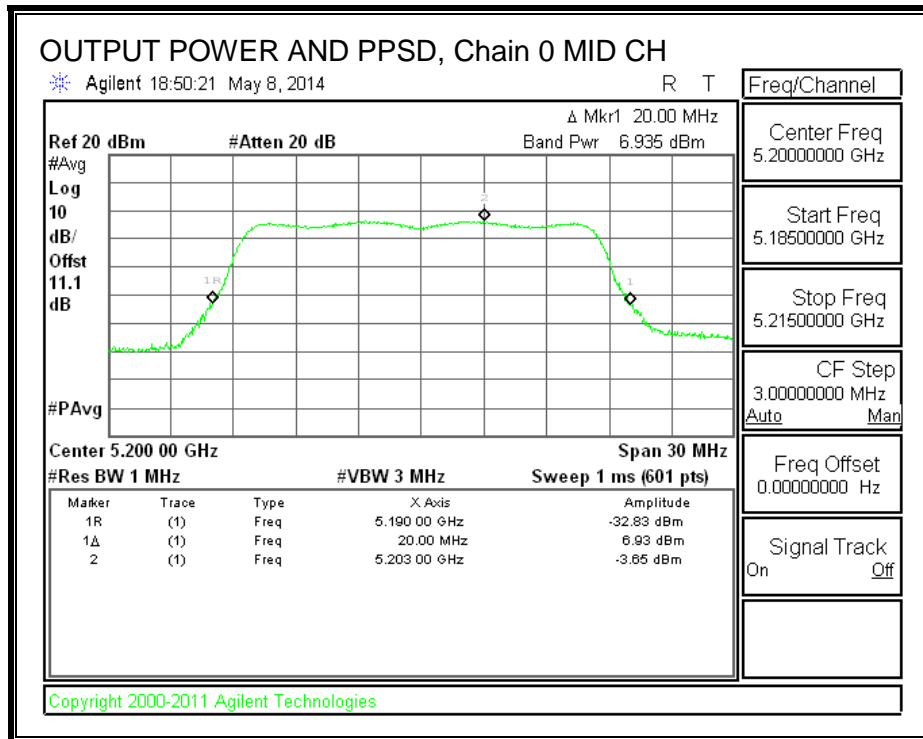 OUTPUT POWER AND PPSD, Chain 0 MID CH
Agilent 18:50:21 May 8, 2014 R T
Δ Mkr1 20.00 MHz
Ref 20 dBm #Atten 20 dB Band Pwr 6.935 dBm
#Avg
Log
10
dB/
Offst
11.1
dB
#PAvg
2
1R
1
Center 5.200 00 GHz Span 30 MHz
#Res BW 1 MHz #VBW 3 MHz Sweep 1 ms (601 pts)
Marker Trace Type X Axis Amplitude
1R (1) Freq 5.190 00 GHz -32.83 dBm
1Δ (1) Freq 20.00 MHz 6.93 dBm
2 (1) Freq 5.203 00 GHz -3.65 dBm
Freq/Channel
Center Freq
5.20000000 GHz
Start Freq
5.18500000 GHz
Stop Freq
5.21500000 GHz
CF Step
3.00000000 MHz
Auto Man
Freq Offset
0.00000000 Hz
Signal Track
On Off
Copyright 2000-2011 Agilent Technologies